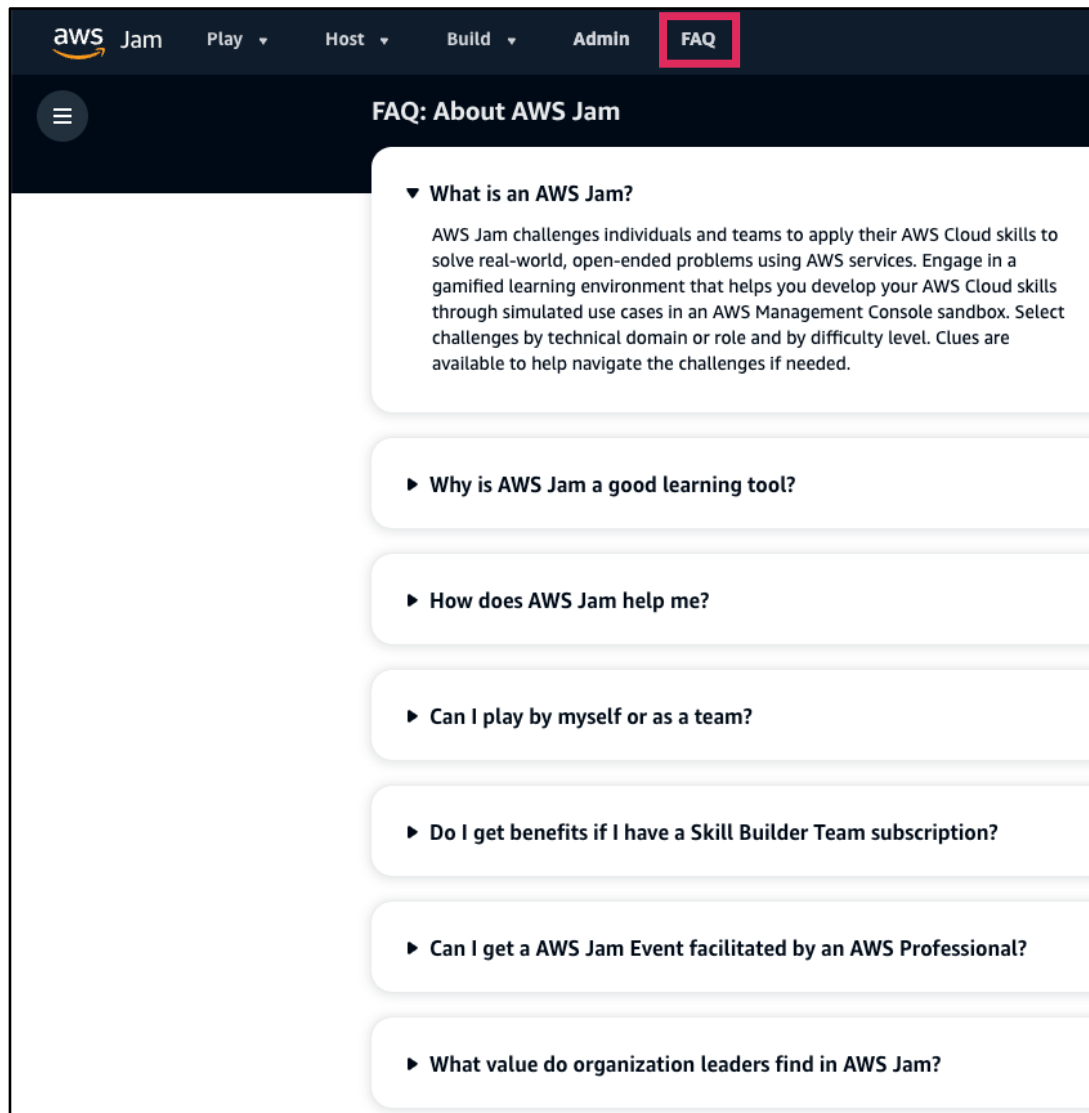 aws Jam Play Host Build Admin FAQ
FAQ: About AWS Jam
What is an AWS Jam?
AWS Jam challenges individuals and teams to apply their AWS Cloud skills to
solve real-world, open-ended problems using AWS services. Engage in a
gamified learning environment that helps you develop your AWS Cloud skills
through simulated use cases in an AWS Management Console sandbox. Select
challenges by technical domain or role and by difficulty level. Clues are
available to help navigate the challenges if needed.
Why is AWS Jam a good learning tool?
How does AWS Jam help me?
Can I play by myself or as a team?
Do I get benefits if I have a Skill Builder Team subscription?
Can I get a AWS Jam Event facilitated by an AWS Professional?
What value do organization leaders find in AWS Jam?